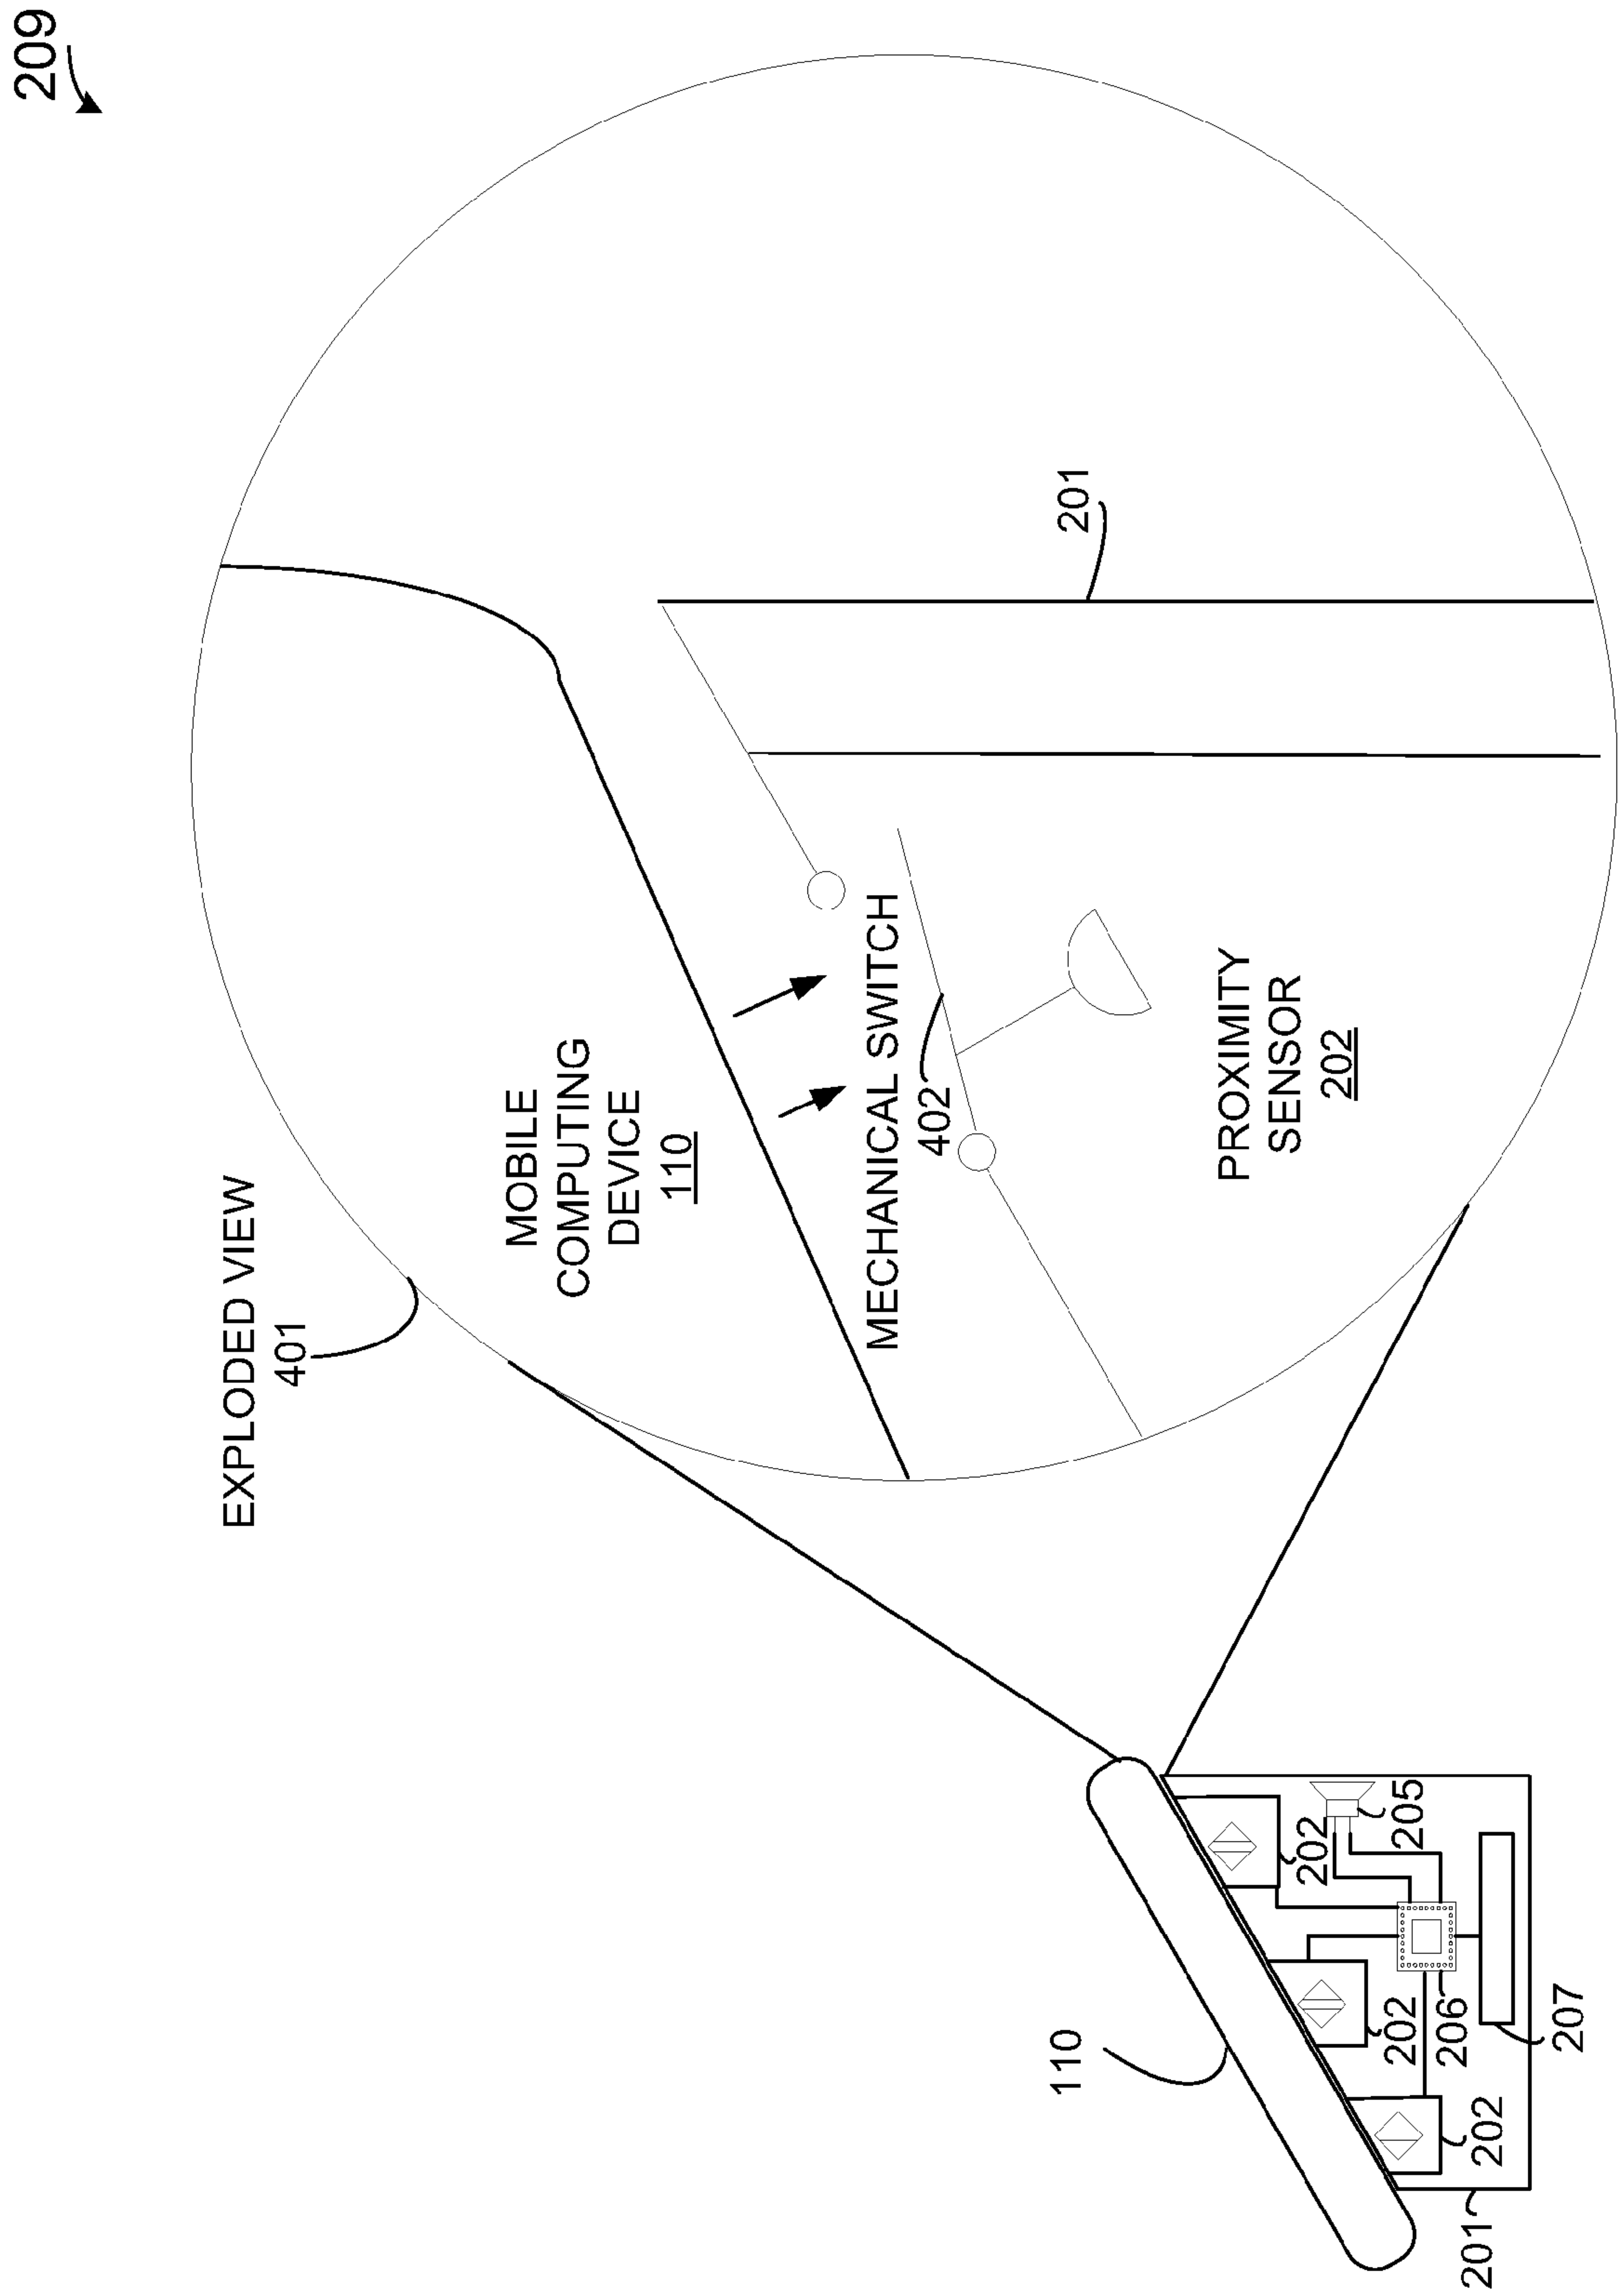 209
EXPLODED VIEW
401
MOBILE
COMPUTING
DEVICE
110
MECHANICAL SWITCH
402
201
PROXIMITY
SENSOR
202
110
202
205
202
206
202
201
207